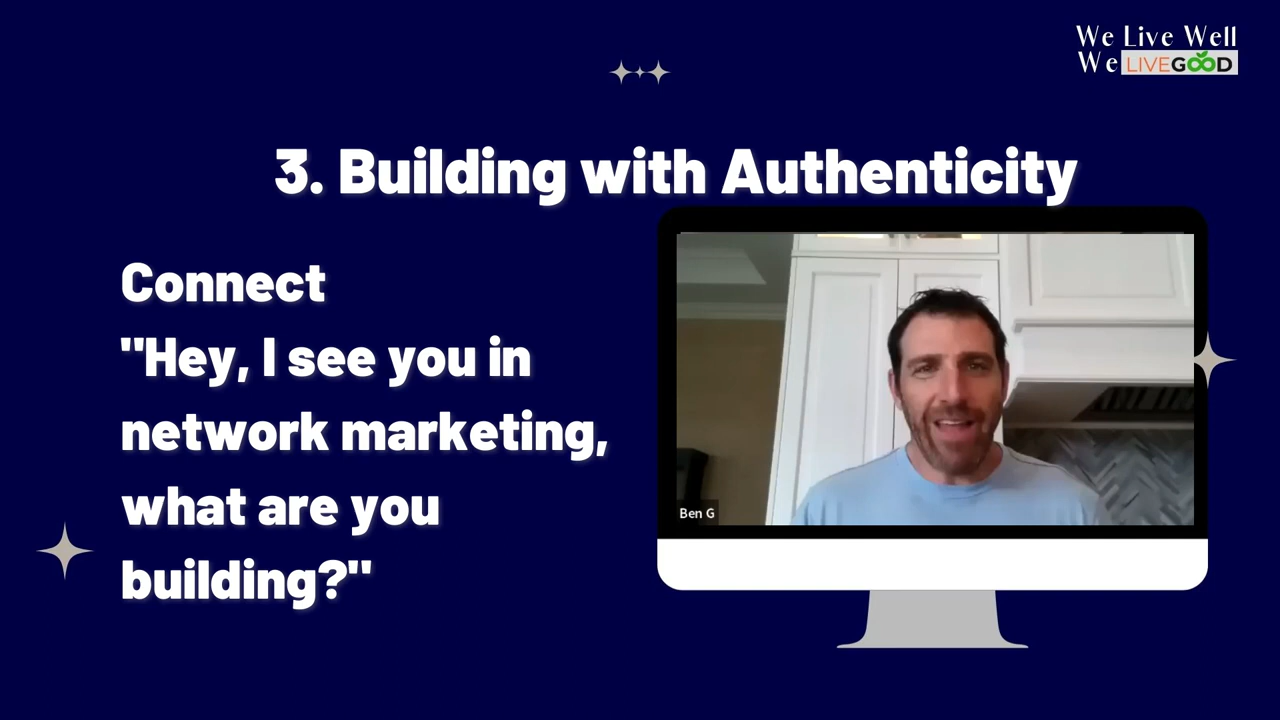 We Live Well
We LIVEGOOD
3. Building with Authenticity
Connect
"Hey, I see you in
network marketing,
what are you
building?"
Ben G